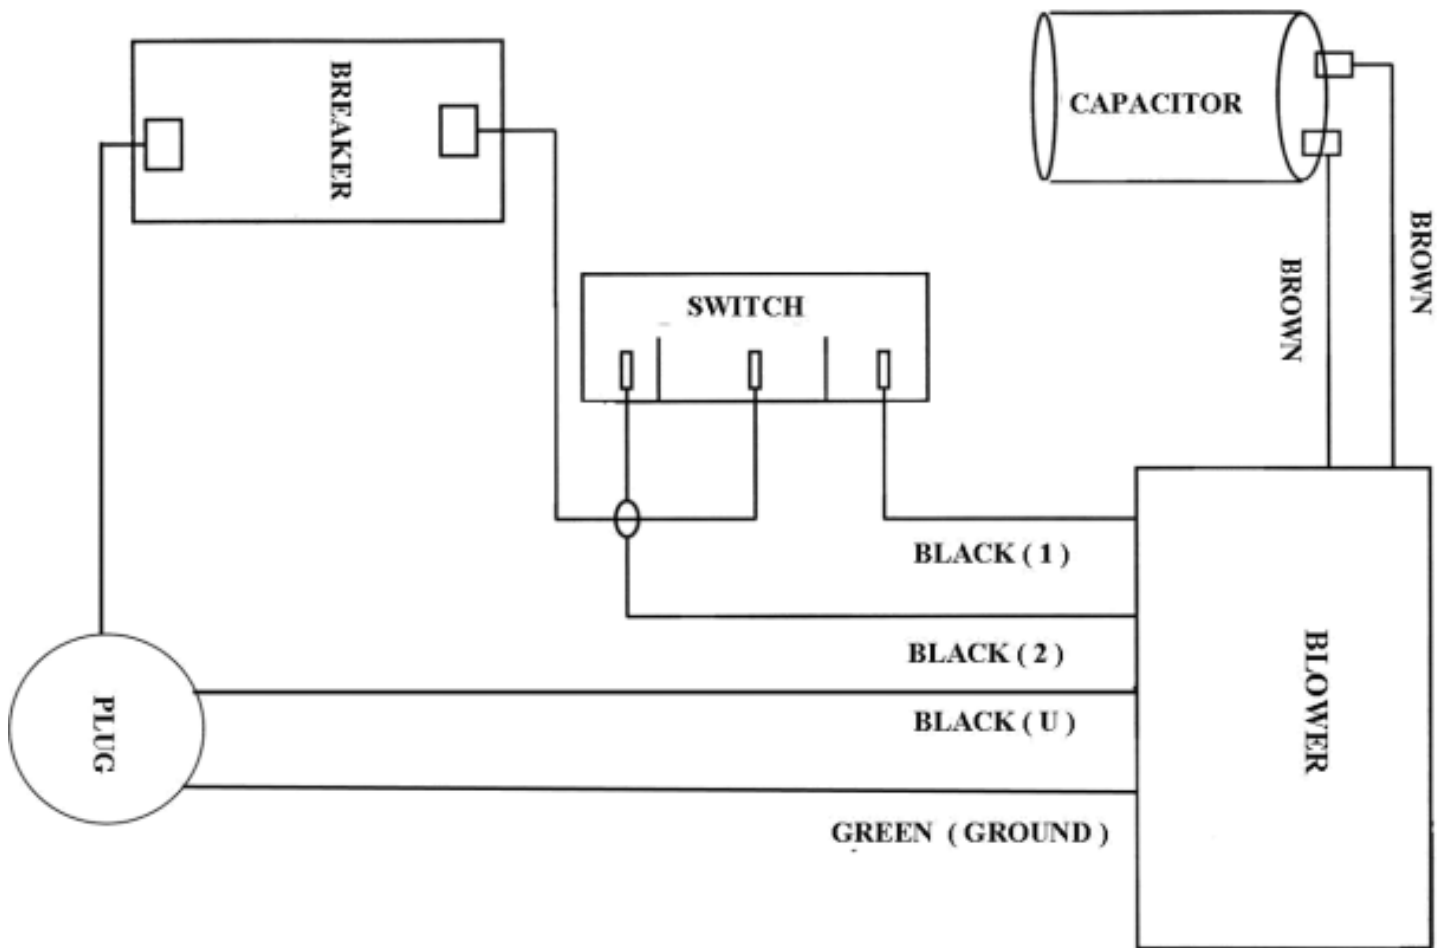 BREAKER
CAPACITOR
BROWN
BROWN
SWITCH
BLACK ( 1 )
BLACK ( 2 )
BLACK ( U )
GREEN ( GROUND )
PLUG
BLOWER